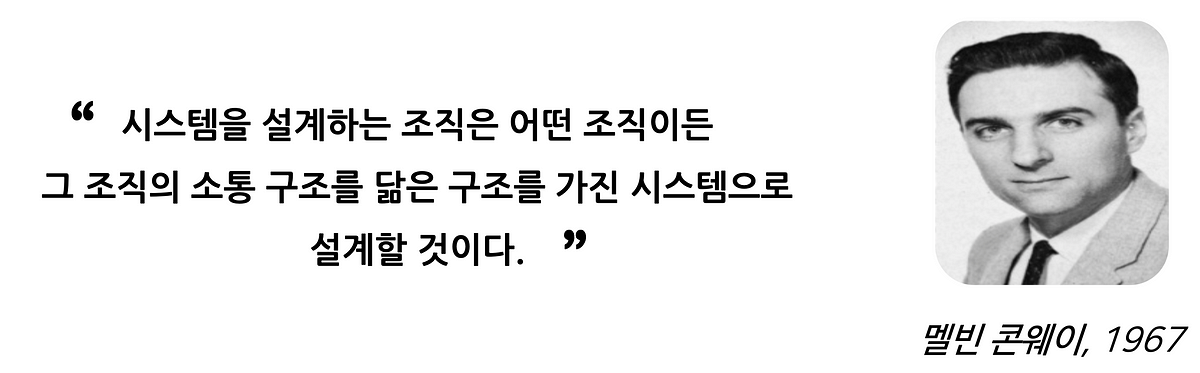 “ 시스템을 설계하는 조직은 어떤 조직이든
그 조직의 소통 구조를 닮은 구조를 가진 시스템으로
설계할 것이다. ”
멜빈 콘웨이, 1967